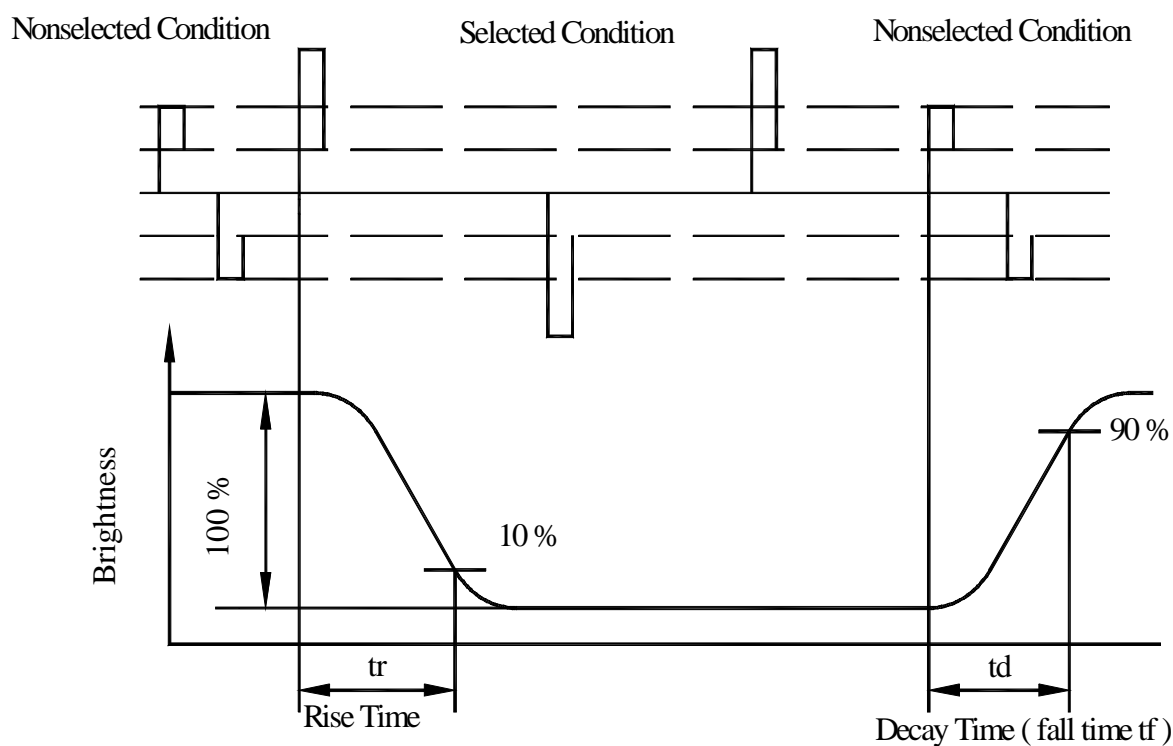 Nonselected Condition
Selected Condition
Nonselected Condition
Brightness
100 %
10 %
90 %
tr
Rise Time
td
Decay Time ( fall time tf )